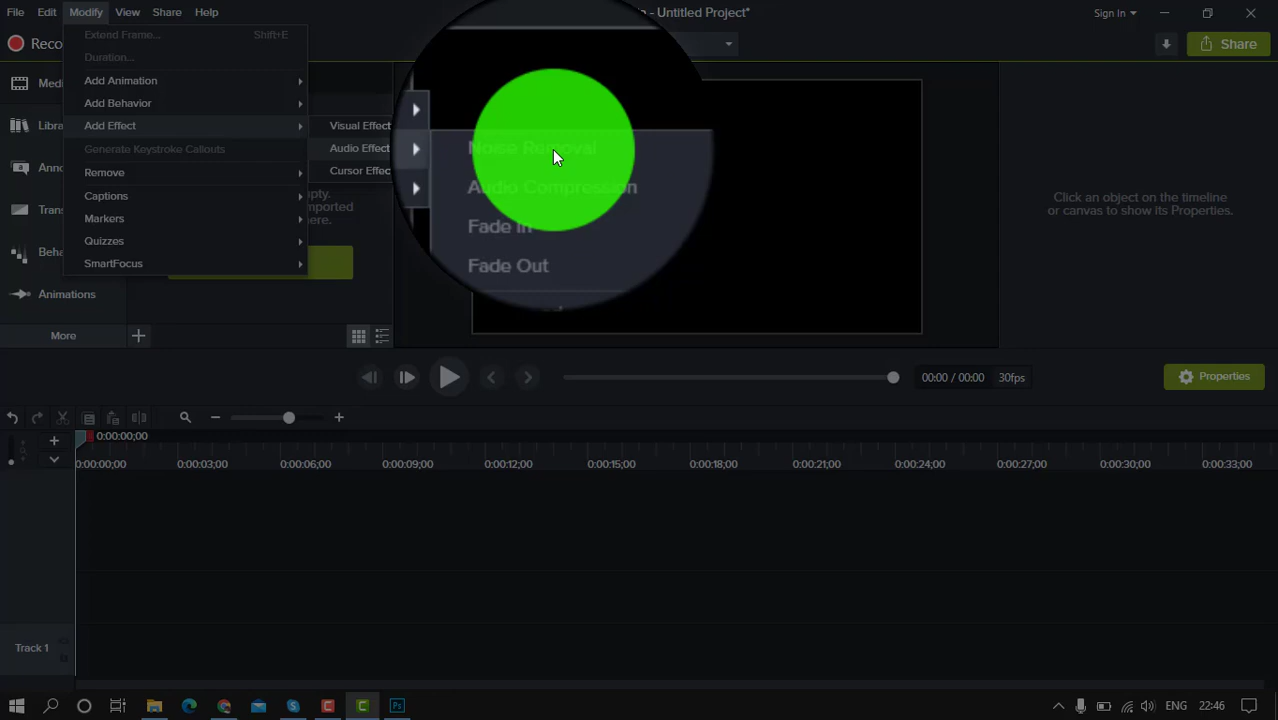 File Edit Modify View Share Help
- Untitled Project*
Sign In
Share
Extend Frame... Shift+E
Duration...
Add Animation
Add Behavior
Add Effect
Generate Keystroke Callouts
Remove
Captions
Markers
Quizzes
SmartFocus
Visual Effect
Audio Effect
Cursor Effec
Noise Removal
Audio Compression
Fade In
Fade Out
Click an object on the timeline
or canvas to show its Properties.
Animations
More
00:00 / 00:00 30fps
Properties
0:00:00;00
0:00:00;00 0:00:03;00 0:00:06;00 0:00:09;00 0:00:12;00 0:00:15;00 0:00:18;00 0:00:21;00 0:00:24;00 0:00:27;00 0:00:30;00 0:00:33;00
Track 1
Ps
ENG 22:46